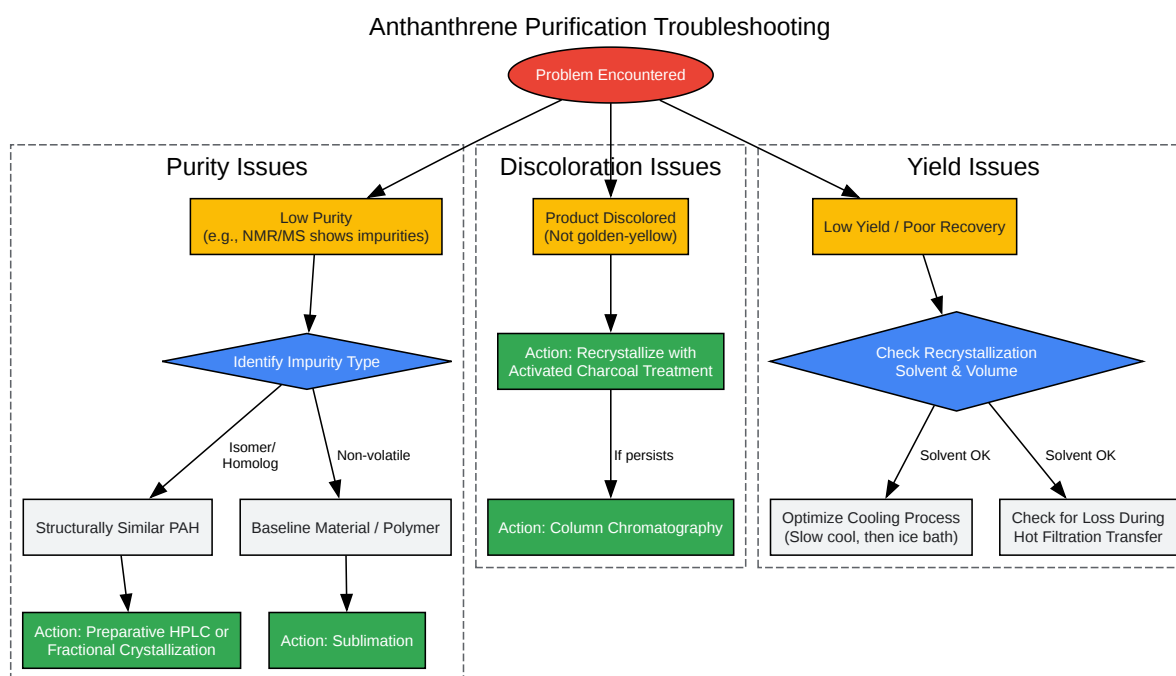 Anthanthrene Purification Troubleshooting
Problem Encountered
Purity Issues
Discoloration Issues
Yield Issues
Low Purity
(e.g., NMR/MS shows impurities)
Product Discolored
(Not golden-yellow)
Low Yield / Poor Recovery
Identify Impurity Type
Action: Recrystallize with
Activated Charcoal Treatment
Check Recrystallization
Solvent & Volume
Isomer/
Homolog
Non-volatile
If persists
Solvent OK
Solvent OK
Structurally Similar PAH
Baseline Material / Polymer
Action: Column Chromatography
Optimize Cooling Process
(Slow cool, then ice bath)
Check for Loss During
Hot Filtration Transfer
Action: Preparative HPLC or
Fractional Crystallization
Action: Sublimation